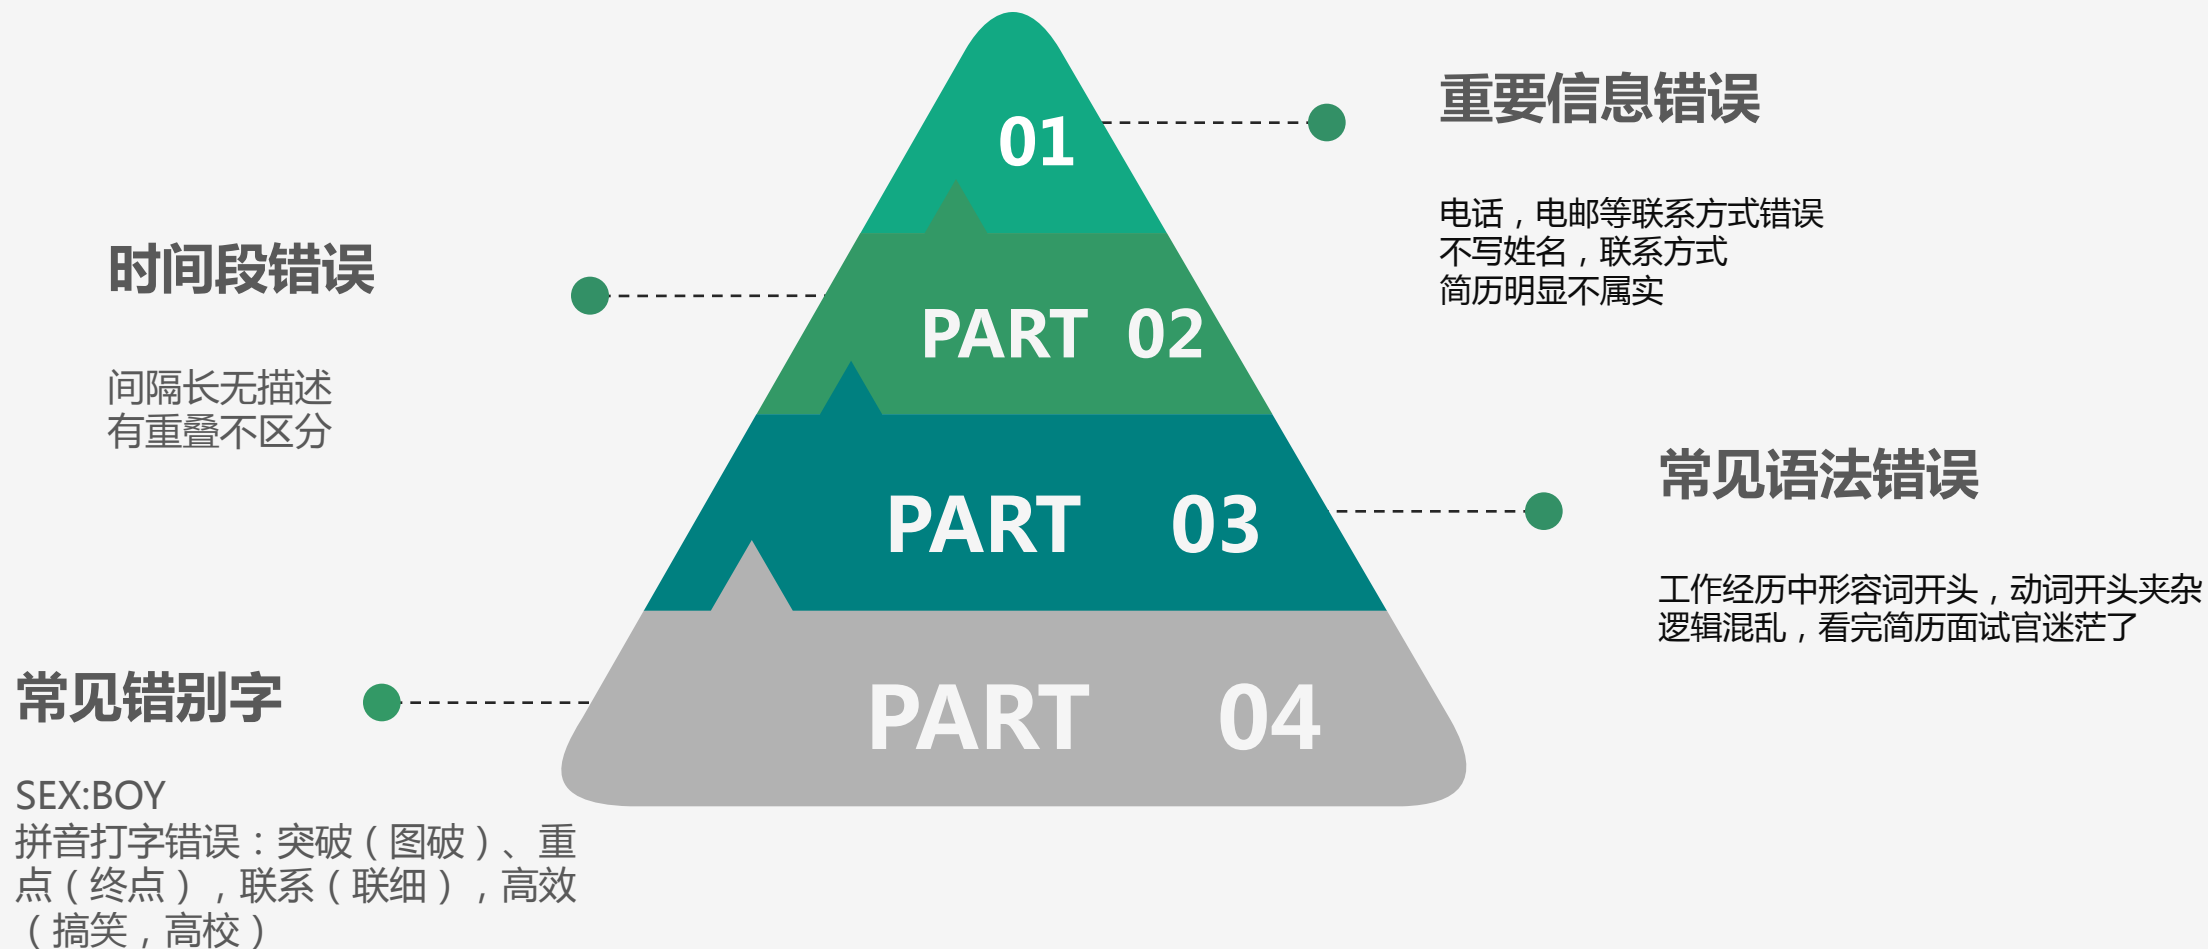 01
重要信息错误
电话，电邮等联系方式错误
不写姓名，联系方式
简历明显不属实
时间段错误
间隔长无描述
有重叠不区分
PART 02
PART 03
常见语法错误
工作经历中形容词开头，动词开头夹杂
逻辑混乱，看完简历面试官迷茫了
PART 04
常见错别字
SEX:BOY
拼音打字错误：突破（图破）、重
点（终点），联系（联细），高效
（搞笑，高校）